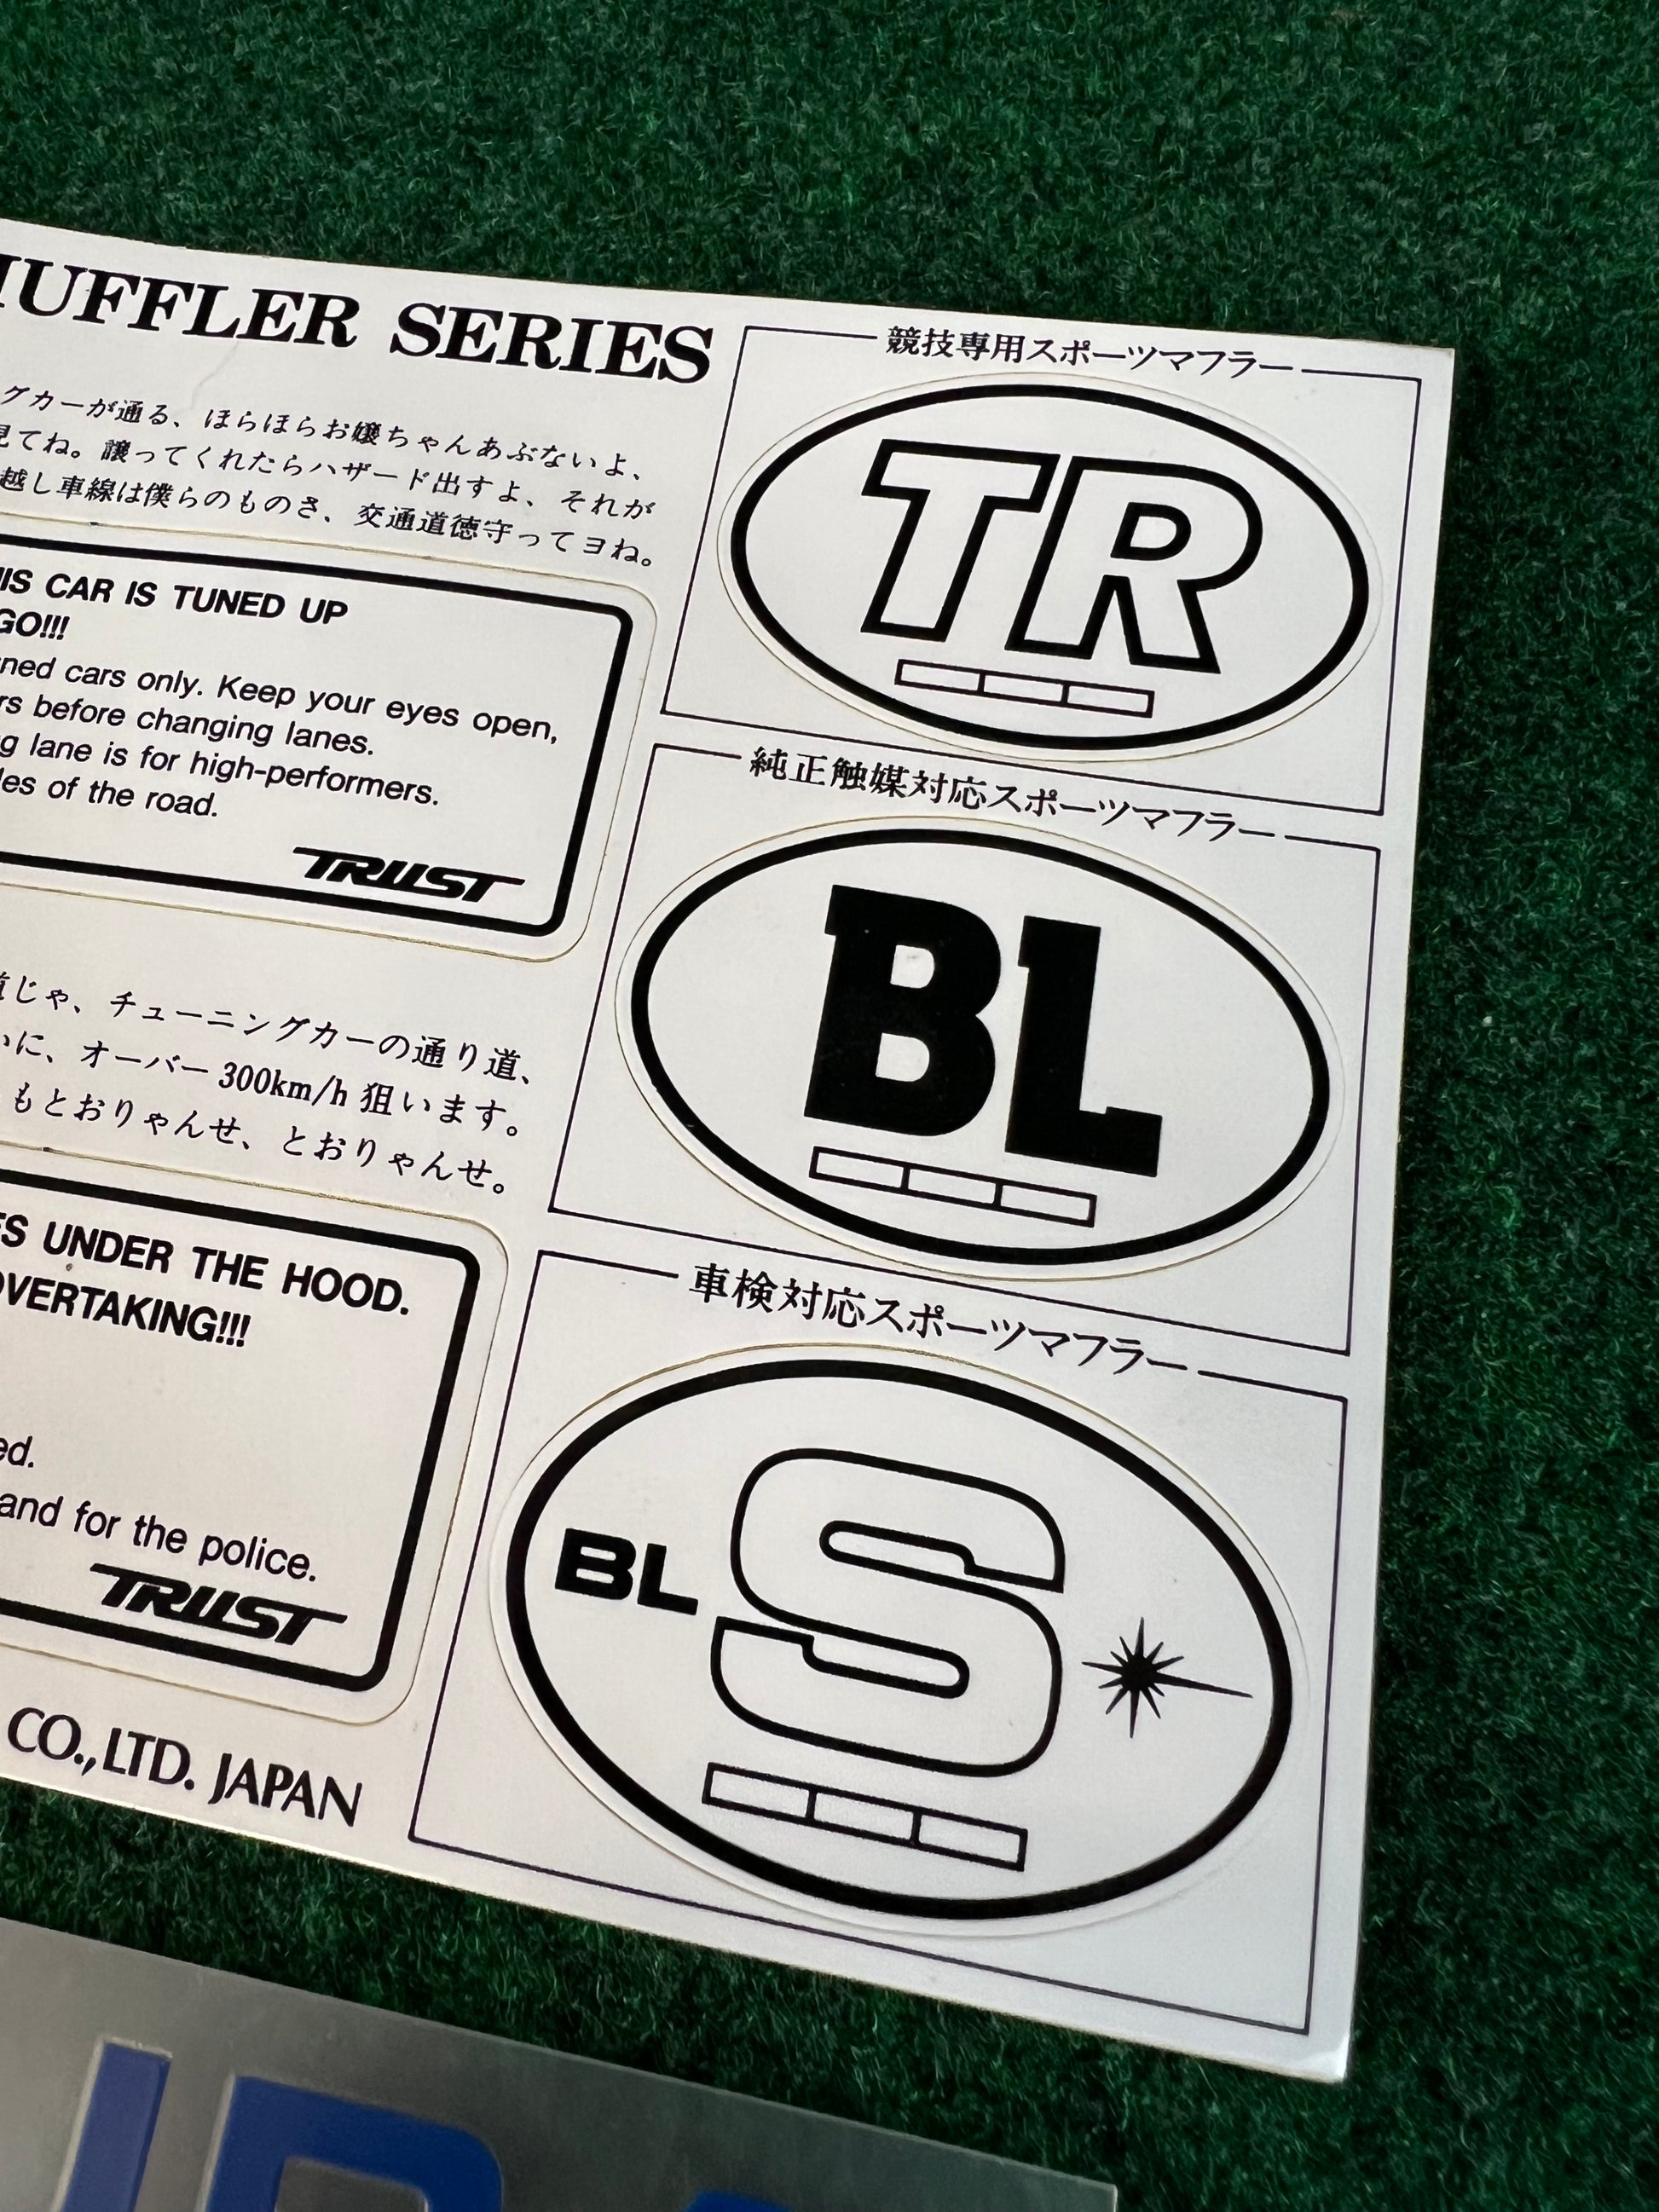 MUFFLER SERIES
グカーが通る、ほらほらお嬢ちゃんあぶないよ、
見てね。譲ってくれたらハザード出すよ、それが
越し車線は僕らのものさ、交通道徳守ってヨね。
CAR IS TUNED UP
GO!!!
cars only. Keep your eyes open,
before changing lanes.
lane is for high-performers.
of the road.
TRUST
じゃ、チューニングカーの通り道、
に、オーバー300km/h狙います。
もとおりゃんせ、とおりゃんせ。
UNDER THE HOOD.
OVERTAKING!!!
and for the police.
TRUST
CO.,LTD. JAPAN
競技専用スポーツマフラー
TR
純正触媒対応スポーツマフラー
BL
車検対応スポーツマフラー
BL S